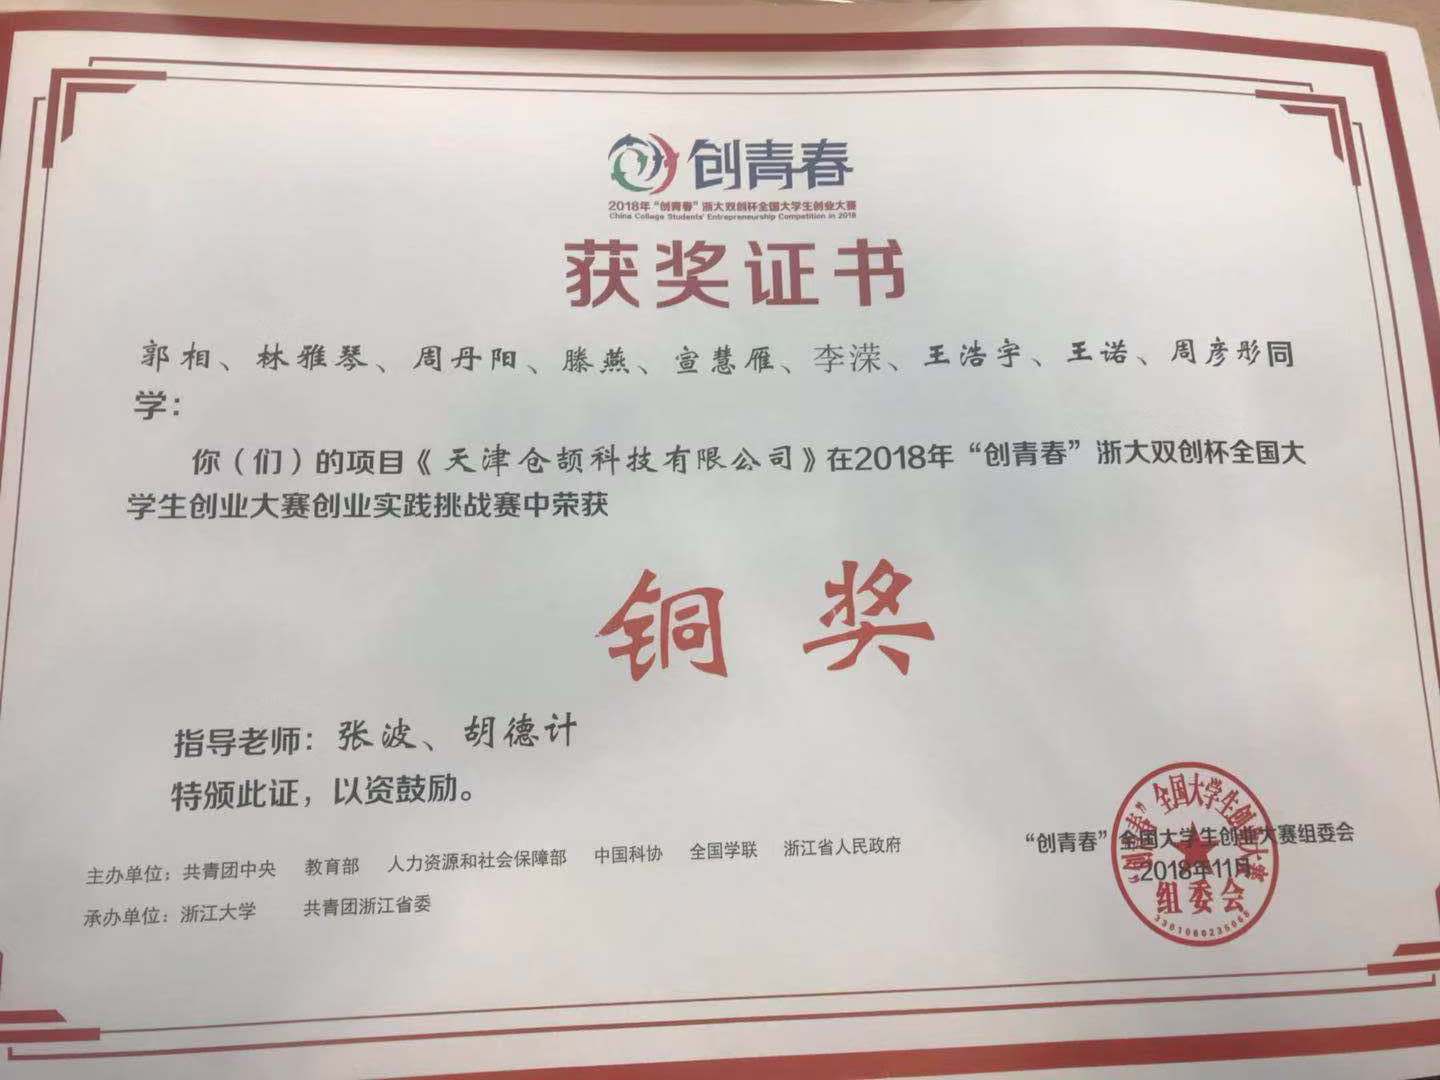 创青春
2018年“创青春”浙大双创杯全国大学生创业大赛
China College Students' Entrepreneurship Competition in 2018
获奖证书
郭相、林雅琴、周丹阳、滕燕、宣慧雁、李溁、王浩宇、王诺、周彦彤同
学：
你（们）的项目《天津仓颉科技有限公司》在2018年“创青春”浙大双创杯全国大
学生创业大赛创业实践挑战赛中荣获
铜奖
指导老师：张波、胡德计
特颁此证，以资鼓励。
主办单位：共青团中央 教育部 人力资源和社会保障部 中国科协 全国学联 浙江省人民政府
承办单位：浙江大学 共青团浙江省委
“创青春”全国大学生创业大赛组委会
2018年11月
“创青春”全国大学生创业大赛
组委会